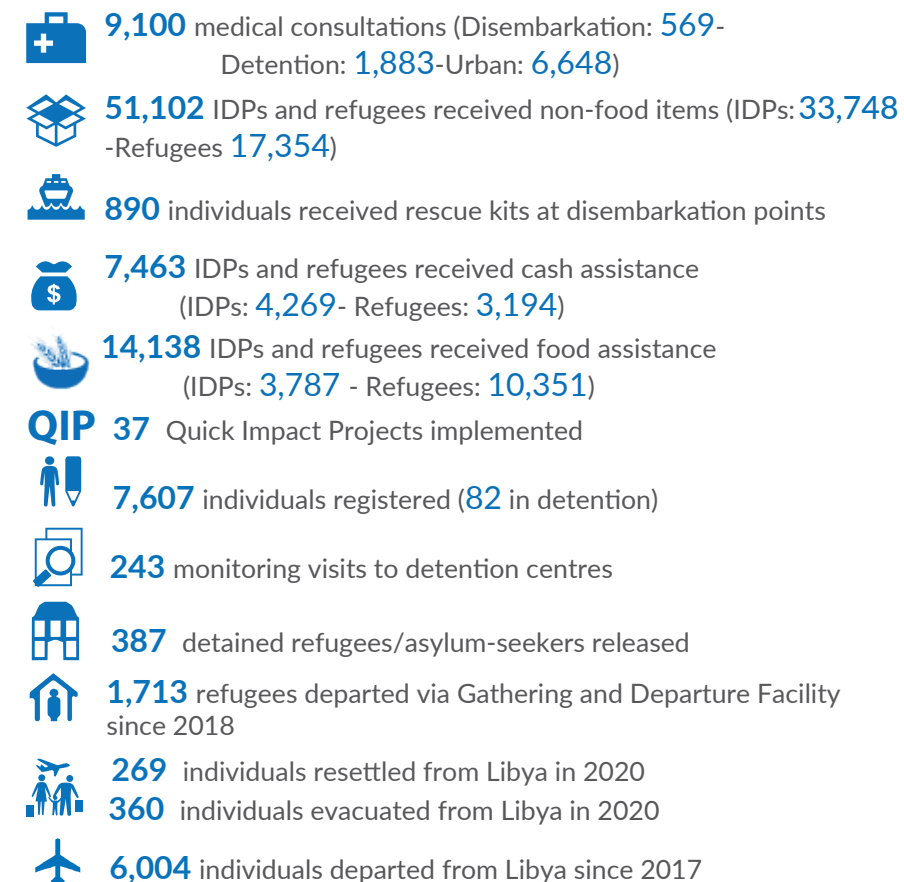 9,100 medical consultations (Disembarkation: 569-
Detention: 1,883-Urban: 6,648)
51,102 IDPs and refugees received non-food items (IDPs: 33,748
-Refugees 17,354)
890 individuals received rescue kits at disembarkation points
7,463 IDPs and refugees received cash assistance
$
(IDPs: 4,269- Refugees: 3,194)
14,138 IDPs and refugees received food assistance
(IDPs: 3,787 - Refugees: 10,351)
QIP 37 Quick Impact Projects implemented
7,607 individuals registered (82 in detention)
243 monitoring visits to detention centres
387 detained refugees/asylum-seekers released
1,713 refugees departed via Gathering and Departure Facility
since 2018
269 individuals resettled from Libya in 2020
360 individuals evacuated from Libya in 2020
6,004 individuals departed from Libya since 2017